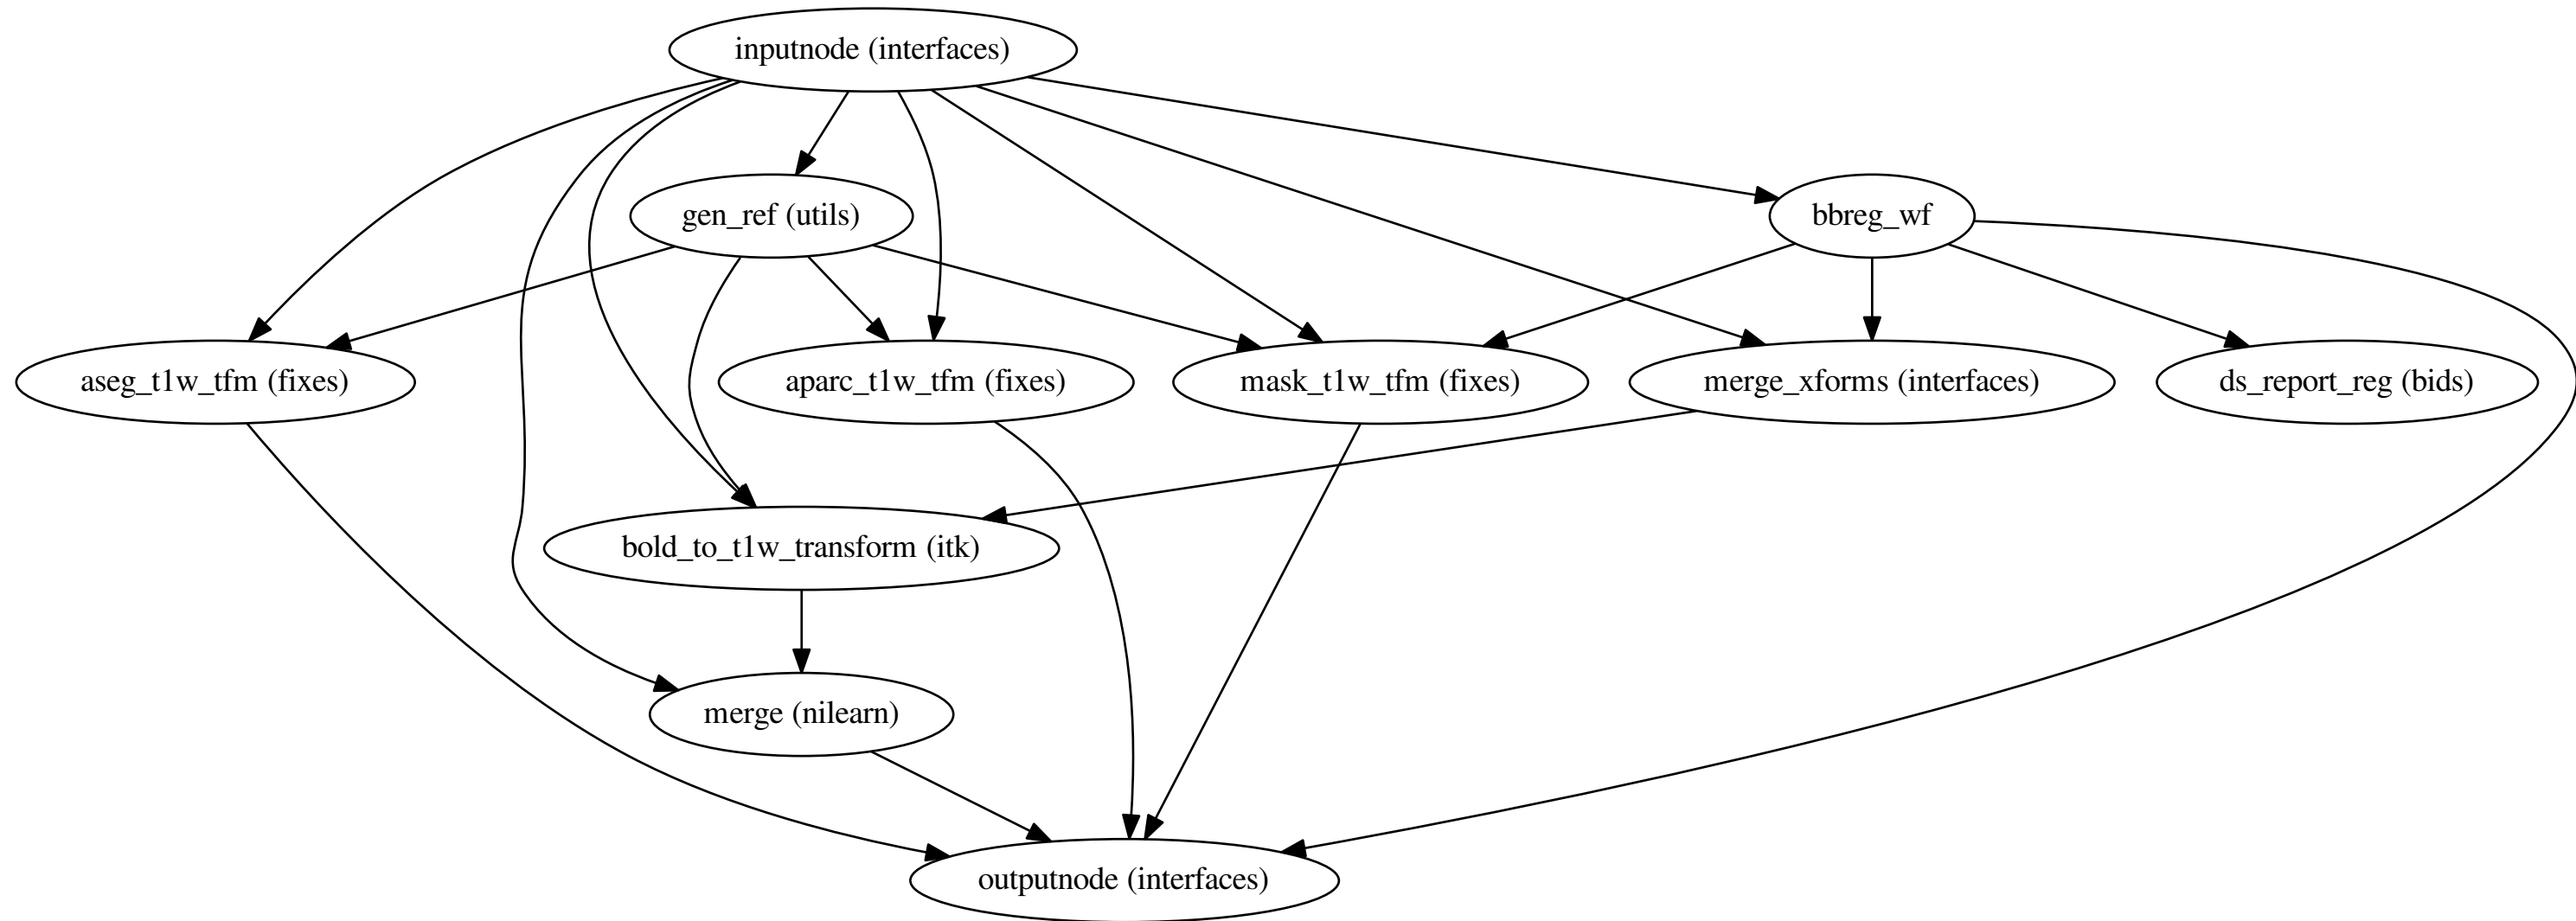 inputnode (interfaces)
gen_ref (utils)
bbreg_wf
aseg_t1w_tfm (fixes)
aparc_t1w_tfm (fixes)
mask_t1w_tfm (fixes)
merge_xforms (interfaces)
ds_report_reg (bids)
bold_to_t1w_transform (itk)
merge (nilearn)
outputnode (interfaces)